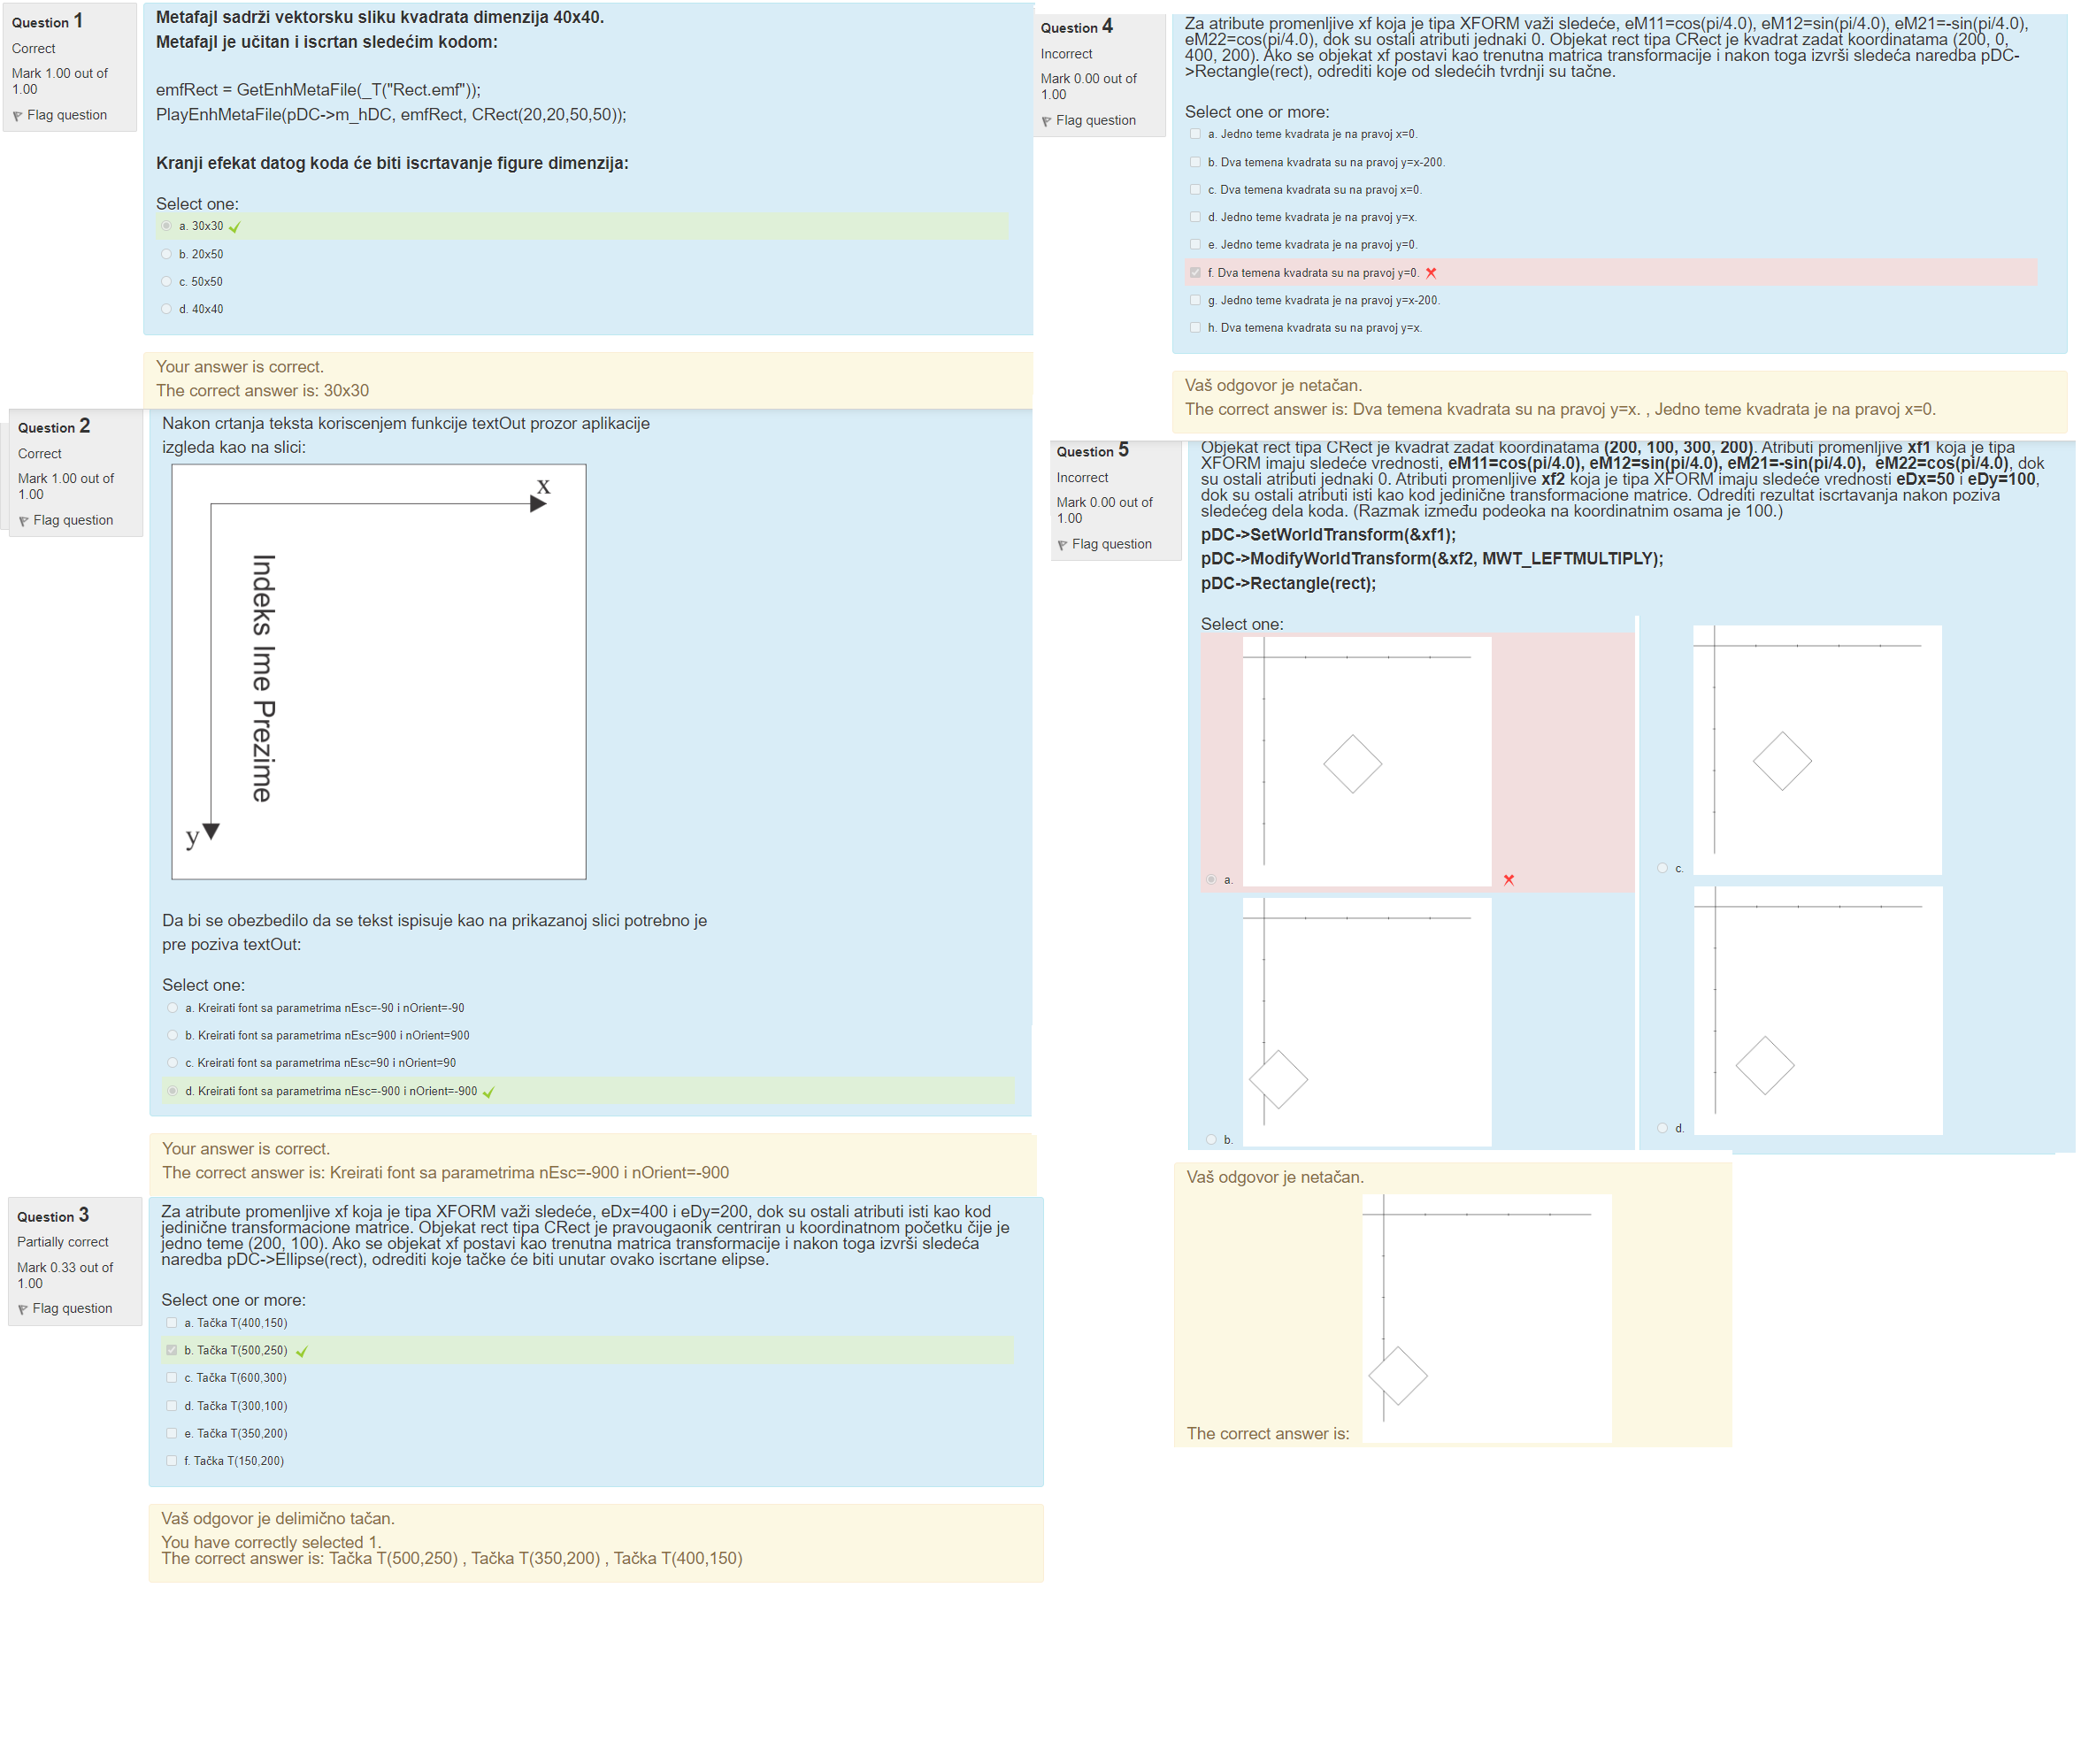 Question 1
Correct
Mark 1.00 out of
1.00
Flag question
Metafajl sadrži vektorsku sliku kvadrata dimenzija 40x40.
Metafajl je učitan i iscrtan sledećim kodom:
emfRect = GetEnhMetaFile(_T("Rect.emf"));
PlayEnhMetaFile(pDC->m_hDC, emfRect, CRect(20,20,50,50));
Kranji efekat datog koda će biti iscrtavanje figure dimenzija:
Select one:
a. 30x30
b. 20x50
c. 50x50
d. 40x40
Your answer is correct.
The correct answer is: 30x30
Question 2
Correct
Mark 1.00 out of
1.00
Flag question
Nakon crtanja teksta koriscenjem funkcije textOut prozor aplikacije
izgleda kao na slici:
x
Indeks Ime Prezime
y
Da bi se obezbedilo da se tekst ispisuje kao na prikazanoj slici potrebno je
pre poziva textOut:
Select one:
a. Kreirati font sa parametrima nEsc=-90 i nOrient=-90
b. Kreirati font sa parametrima nEsc=900 i nOrient=900
c. Kreirati font sa parametrima nEsc=90 i nOrient=90
d. Kreirati font sa parametrima nEsc=-900 i nOrient=-900
Your answer is correct.
The correct answer is: Kreirati font sa parametrima nEsc=-900 i nOrient=-900
Question 3
Partially correct
Mark 0.33 out of
1.00
Flag question
Za atribute promenljive xf koja je tipa XFORM važi sledeće, eDx=400 i eDy=200, dok su ostali atributi isti kao kod
jedinične transformacione matrice. Objekat rect tipa CRect je pravougaonik centriran u koordinatnom početku čije je
jedno teme (200, 100). Ako se objekat xf postavi kao trenutna matrica transformacije i nakon toga izvrši sledeća
naredba pDC->Ellipse(rect), odrediti koje tačke će biti unutar ovako iscrtane elipse.
Select one or more:
a. Tačka T(400,150)
b. Tačka T(500,250)
c. Tačka T(600,300)
d. Tačka T(300,100)
e. Tačka T(350,200)
f. Tačka T(150,200)
Vaš odgovor je delimično tačan.
You have correctly selected 1.
The correct answer is: Tačka T(500,250) , Tačka T(350,200) , Tačka T(400,150)
Question 4
Incorrect
Mark 0.00 out of
1.00
Flag question
Za atribute promenljive xf koja je tipa XFORM važi sledeće, eM11=cos(pi/4.0), eM12=sin(pi/4.0), eM21=-sin(pi/4.0),
eM22=cos(pi/4.0), dok su ostali atributi jednaki 0. Objekat rect tipa CRect je kvadrat zadat koordinatama (200, 0,
400, 200). Ako se objekat xf postavi kao trenutna matrica transformacije i nakon toga izvrši sledeća naredba pDC-
>Rectangle(rect), odrediti koje od sledećih tvrdnji su tačne.
Select one or more:
a. Jedno teme kvadrata je na pravoj x=0.
b. Dva temena kvadrata su na pravoj y=x-200.
c. Dva temena kvadrata su na pravoj x=0.
d. Jedno teme kvadrata je na pravoj y=x.
e. Jedno teme kvadrata je na pravoj y=0.
f. Dva temena kvadrata su na pravoj y=0.
g. Jedno teme kvadrata je na pravoj y=x-200.
h. Dva temena kvadrata su na pravoj y=x.
Vaš odgovor je netačan.
The correct answer is: Dva temena kvadrata su na pravoj y=x. , Jedno teme kvadrata je na pravoj x=0.
Question 5
Incorrect
Mark 0.00 out of
1.00
Flag question
Objekat rect tipa CRect je kvadrat zadat koordinatama (200, 100, 300, 200). Atributi promenljive xf1 koja je tipa
XFORM imaju sledeće vrednosti, eM11=cos(pi/4.0), eM12=sin(pi/4.0), eM21=-sin(pi/4.0), eM22=cos(pi/4.0), dok
su ostali atributi jednaki 0. Atributi promenljive xf2 koja je tipa XFORM imaju sledeće vrednosti eDx=50 i eDy=100,
dok su ostali atributi isti kao kod jedinične transformacione matrice. Odrediti rezultat iscrtavanja nakon poziva
sledećeg dela koda. (Razmak između podeoka na koordinatnim osama je 100.)
pDC->SetWorldTransform(&xf1);
pDC->ModifyWorldTransform(&xf2, MWT_LEFTMULTIPLY);
pDC->Rectangle(rect);
Select one:
a.
c.
b.
d.
Vaš odgovor je netačan.
The correct answer is: